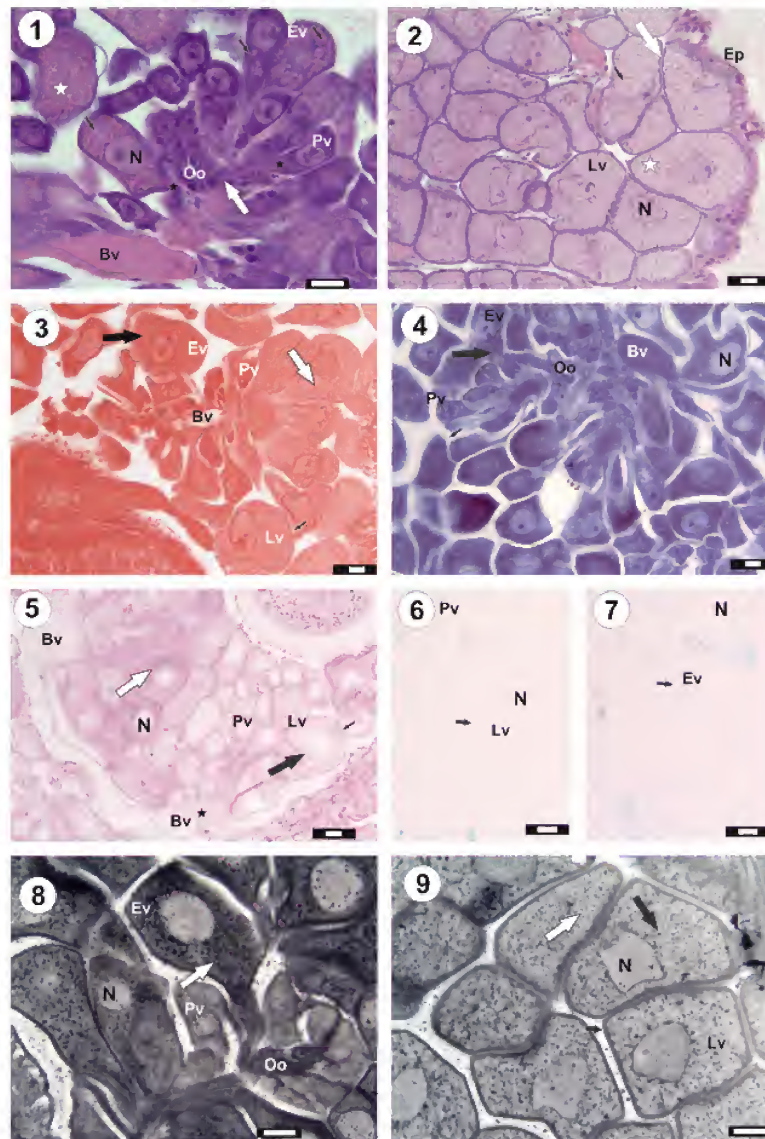 1 Ev
N Pv
Oo
Bv
2 Ep
Lv
N
3 Ev
Pv
Bv
Lv
4 Ev Bv N
Oo
Pv
5 Bv
N Pv Lv
Bv
6 Pv
N
Lv
7 N
Ev
8 Ev
N Pv
Oo
9
N
Lv